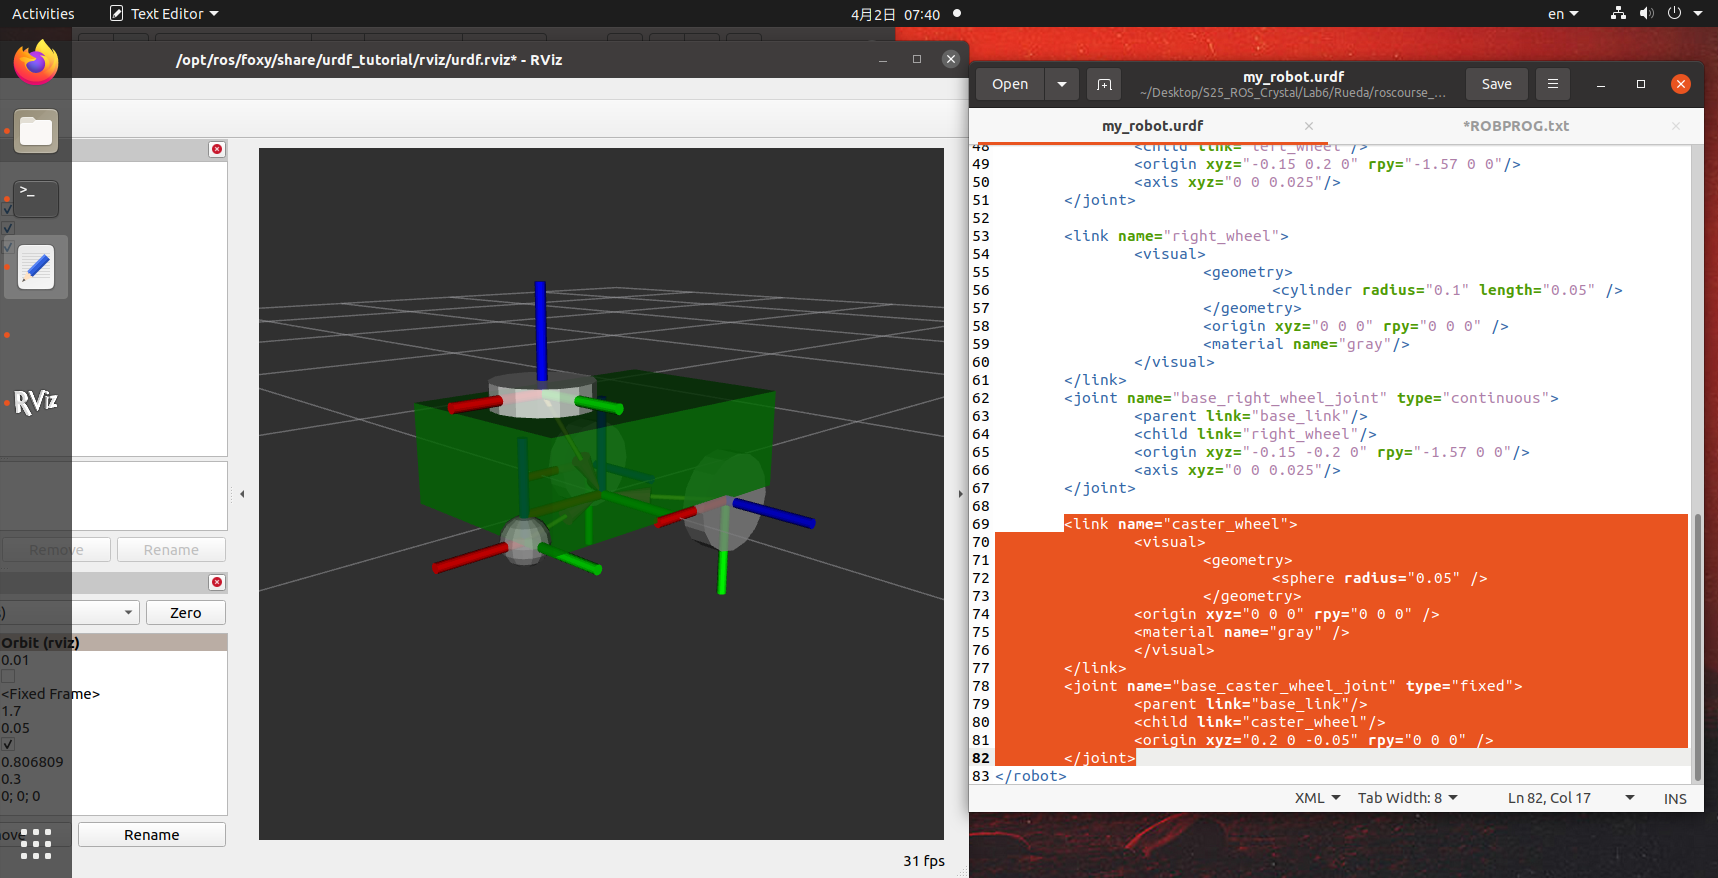 Activities
Text Editor
4月2日 07:40
en
/opt/ros/foxy/share/urdf_tutorial/rviz/urdf.rviz* - RViz
Remove
Rename
Zero
Orbit (rviz)
0.01
<Fixed Frame>
1.7
0.05
0.806809
0.3
0; 0; 0
Rename
RViz
31 fps
Open
my_robot.urdf
~/Desktop/S25_ROS_Crystal/Lab6/Rueda/roscourse_...
Save
my_robot.urdf
*ROBPROG.txt
48 <child link="left_wheel"/>
49 <origin xyz="-0.15 0.2 0" rpy="-1.57 0 0"/>
50 <axis xyz="0 0 0.025"/>
51 </joint>
52
53 <link name="right_wheel">
54 <visual>
55 <geometry>
56 <cylinder radius="0.1" length="0.05" />
57 </geometry>
58 <origin xyz="0 0 0" rpy="0 0 0" />
59 <material name="gray"/>
60 </visual>
61 </link>
62 <joint name="base_right_wheel_joint" type="continuous">
63 <parent link="base_link"/>
64 <child link="right_wheel"/>
65 <origin xyz="-0.15 -0.2 0" rpy="-1.57 0 0"/>
66 <axis xyz="0 0 0.025"/>
67 </joint>
68
69 <link name="caster_wheel">
70 <visual>
71 <geometry>
72 <sphere radius="0.05" />
73 </geometry>
74 <origin xyz="0 0 0" rpy="0 0 0" />
75 <material name="gray" />
76 </visual>
77 </link>
78 <joint name="base_caster_wheel_joint" type="fixed">
79 <parent link="base_link"/>
80 <child link="caster_wheel"/>
81 <origin xyz="0.2 0 -0.05" rpy="0 0 0" />
82 </joint>
83 </robot>
XML Tab Width: 8 Ln 82, Col 17 INS